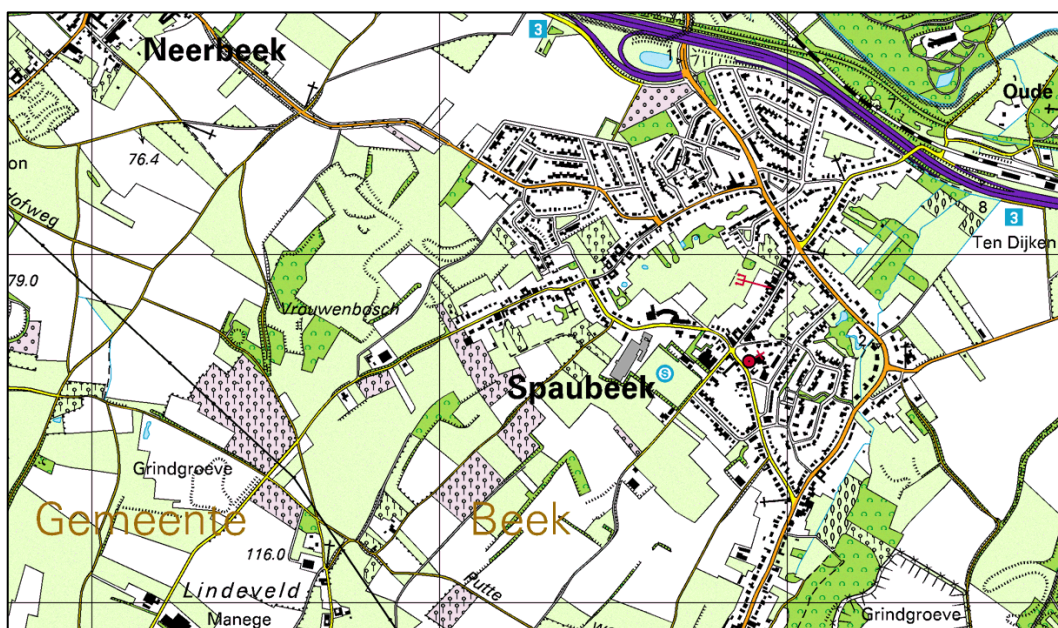 3
Neerbeek
7
Oude
76.4
on
Hofweg
8
3
Ten Dijken
79.0
Vrouwenbosch
2
S
Spaubeek
Grindgroeve
Gemeente Beek
116.0
Lindeveld
Putte
Manege
Grindgroeve